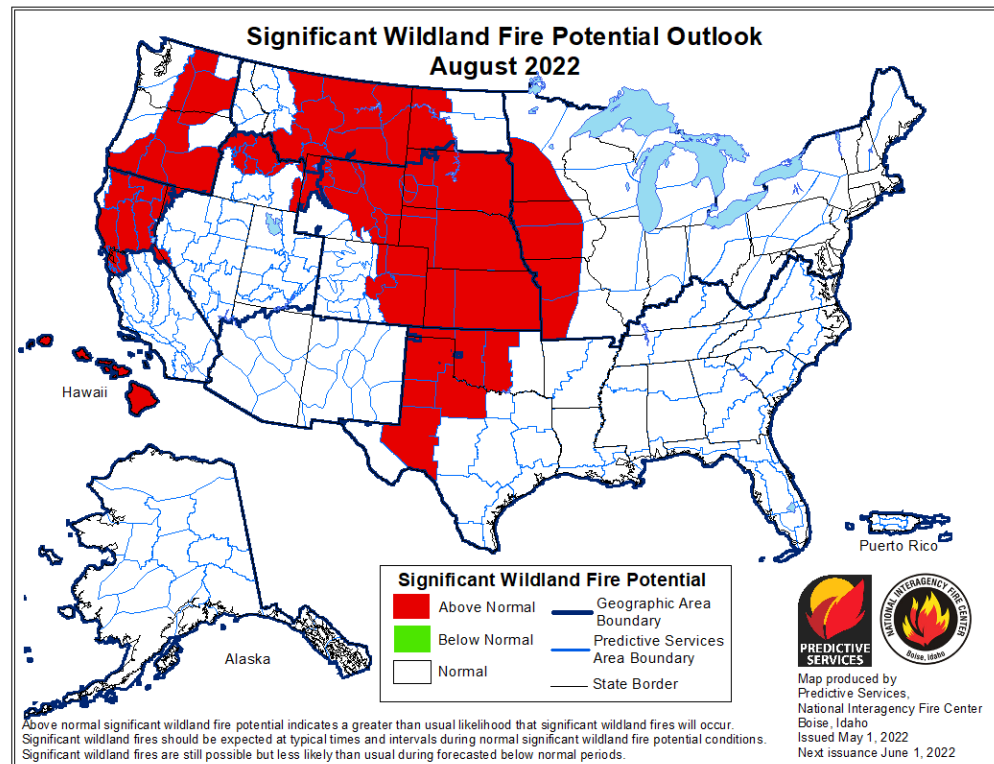 Significant Wildland Fire Potential Outlook
August 2022
Hawaii
Alaska
Puerto Rico
Significant Wildland Fire Potential
Above Normal
Below Normal
Normal
Geographic Area
Boundary
Predictive Services
Area Boundary
State Border
PREDICTIVE
SERVICES
NATIONAL INTERAGENCY FIRE CENTER
Boise, Idaho
Map produced by
Predictive Services,
National Interagency Fire Center
Boise, Idaho
Issued May 1, 2022
Next issuance June 1, 2022
Above normal significant wildland fire potential indicates a greater than usual likelihood that significant wildland fires will occur.
Significant wildland fires should be expected at typical times and intervals during normal significant wildland fire potential conditions.
Significant wildland fires are still possible but less likely than usual during forecasted below normal periods.